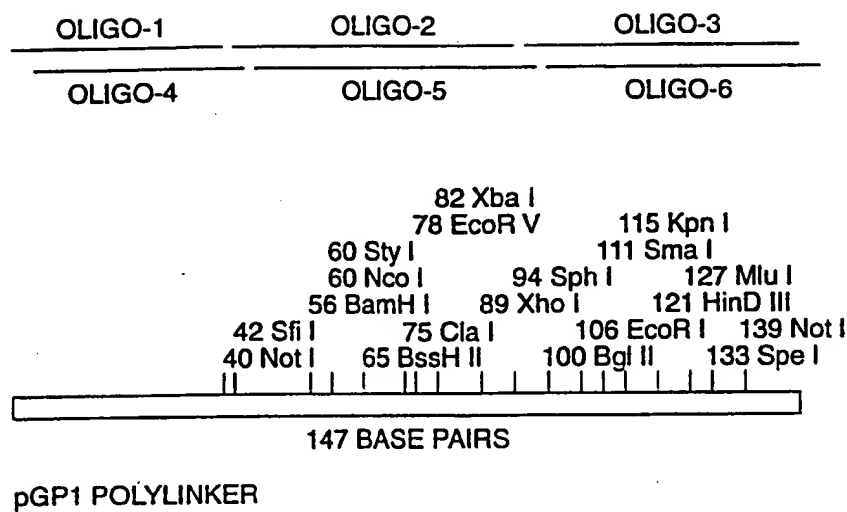 OLIGO-1 OLIGO-2 OLIGO-3
OLIGO-4 OLIGO-5 OLIGO-6
82 Xba I
78 EcoR V 115 Kpn I
60 Sty I 111 Sma I
60 Nco I 94 Sph I 127 Mlu I
56 BamH I 89 Xho I 121 HinD III
42 Sfi I 75 Cla I 106 EcoR I 139 Not I
40 Not I 65 BssH II 100 Bgl II 133 Spe I
147 BASE PAIRS
pGP1 POLYLINKER